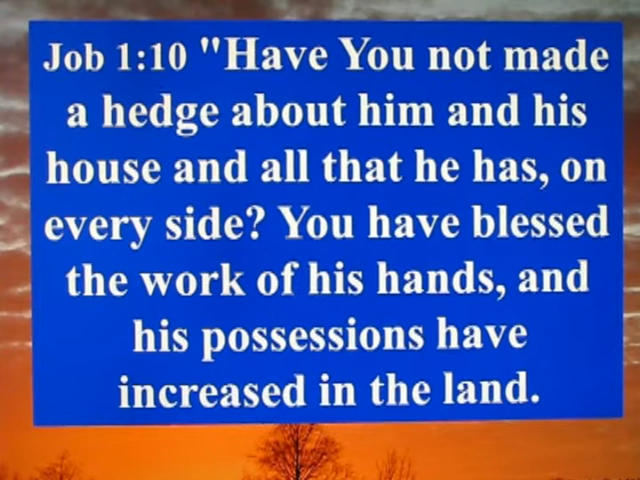 Job 1:10 "Have You not made
a hedge about him and his
house and all that he has, on
every side? You have blessed
the work of his hands, and
his possessions have
increased in the land.